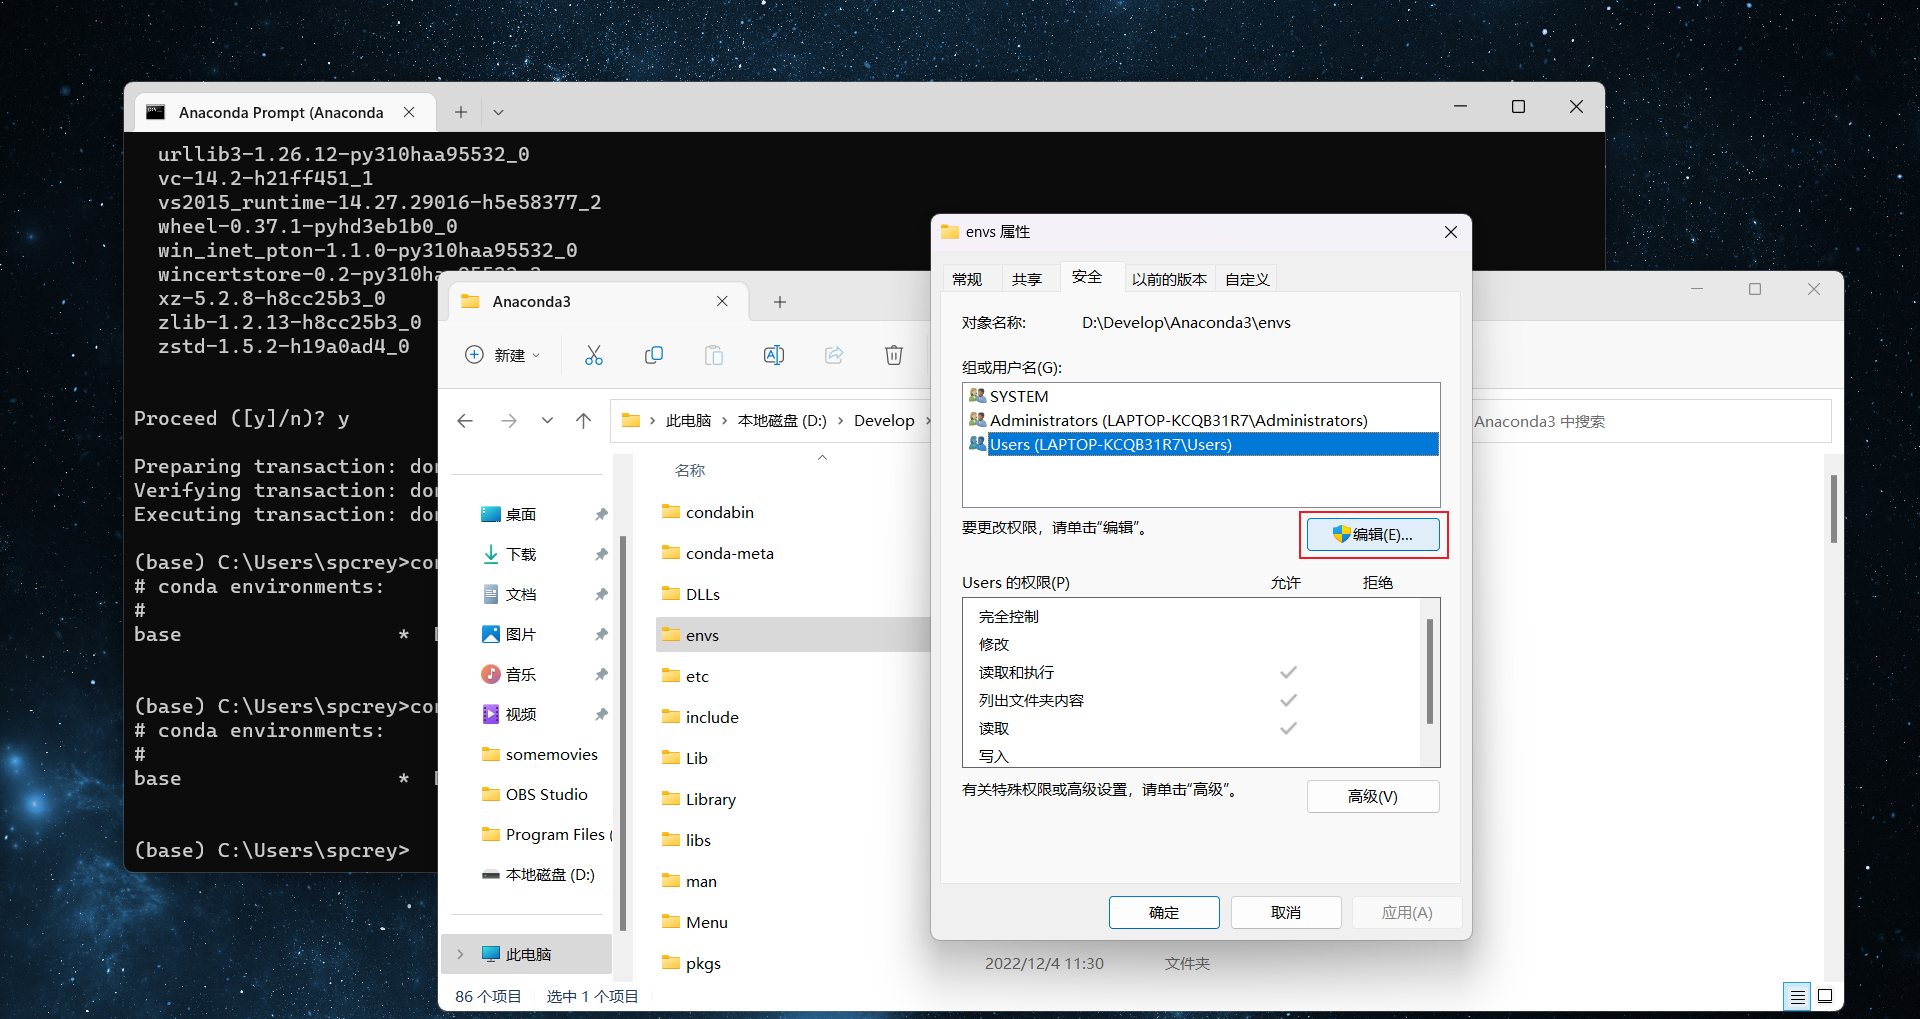 Anaconda Prompt (Anaconda
urllib3-1.26.12-py310haa95532_0
vc-14.2-h21ff451_1
vs2015_runtime-14.27.29016-h5e58377_2
wheel-0.37.1-pyhd3eb1b0_0
win_inet_pton-1.1.0-py310haa95532_0
wincertstore-0.2-py310haa95532_2
xz-5.2.8-h8cc25b3_0
zlib-1.2.13-h8cc25b3_0
zstd-1.5.2-h19a0ad4_0
Proceed ([y]/n)? y
Preparing transaction: don
Verifying transaction: don
Executing transaction: don
(base) C:\Users\spcrey>con
# conda environments:
#
base *
(base) C:\Users\spcrey>con
# conda environments:
#
base *
(base) C:\Users\spcrey>
Anaconda3
新建
此电脑 > 本地磁盘 (D:) > Develop >
Anaconda3 中搜索
桌面
下载
文档
图片
音乐
视频
somemovies
OBS Studio
Program Files (
本地磁盘 (D:)
此电脑
名称
condabin
conda-meta
DLLs
envs
etc
include
Lib
Library
libs
man
Menu
pkgs 2022/12/4 11:30 文件夹
86 个项目 选中 1 个项目
envs 属性
常规 共享 安全 以前的版本 自定义
对象名称: D:\Develop\Anaconda3\envs
组或用户名(G):
SYSTEM
Administrators (LAPTOP-KCQB31R7\Administrators)
Users (LAPTOP-KCQB31R7\Users)
要更改权限，请单击“编辑”。
编辑(E)...
Users 的权限(P) 允许 拒绝
完全控制
修改
读取和执行
列出文件夹内容
读取
写入
有关特殊权限或高级设置，请单击“高级”。
高级(V)
确定 取消 应用(A)